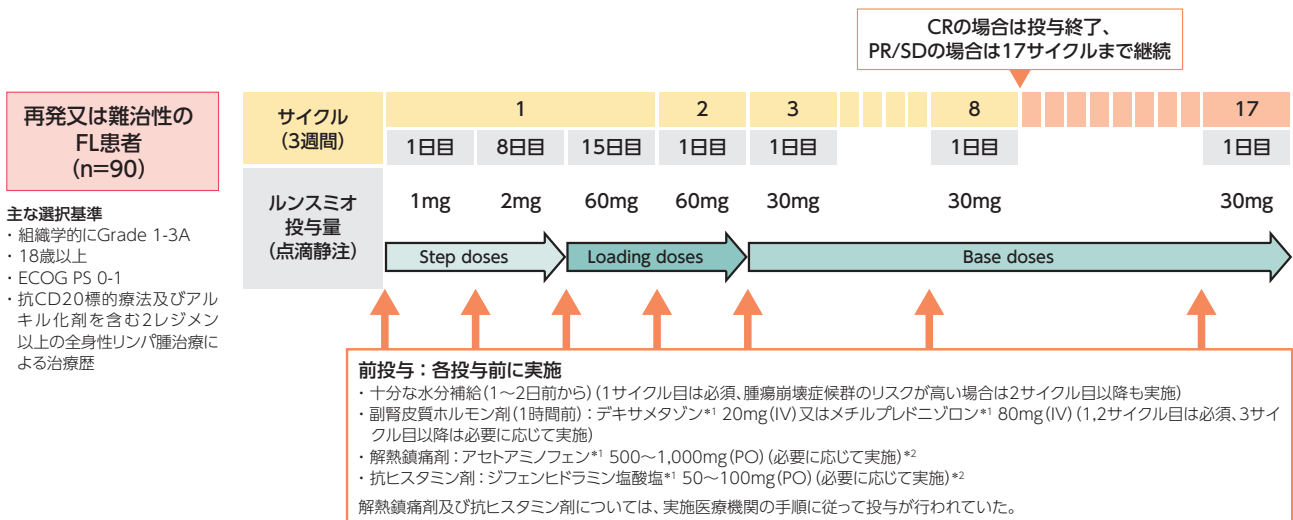 CRの場合は投与終了、
PR/SDの場合は17サイクルまで継続
再発又は難治性の
FL患者
(n=90)
主な選択基準
・組織学的にGrade 1-3A
・18歳以上
・ECOG PS 0-1
・抗CD20標的療法及びアル
キル化剤を含む2レジメン
以上の全身性リンパ腫治療に
よる治療歴
サイクル
(3週間)
1 2 3 8 17
1日目 8日目 15日目 1日目 1日目 1日目 1日目
ルンスミオ
投与量
(点滴静注)
1mg 2mg 60mg 60mg 30mg 30mg 30mg
Step doses Loading doses Base doses
前投与：各投与前に実施
・十分な水分補給(1～2日前から)(1サイクル目は必須、腫瘍崩壊症候群のリスクが高い場合は2サイクル目以降も実施)
・副腎皮質ホルモン剤(1時間前)：デキサメタゾン*1 20mg(IV)又はメチルプレドニゾロン*1 80mg(IV)(1,2サイクル目は必須、3サイ
クル目以降は必要に応じて実施)
・解熱鎮痛剤：アセトアミノフェン*1 500～1,000mg(PO)(必要に応じて実施)*2
・抗ヒスタミン剤：ジフェンヒドラミン塩酸塩*1 50～100mg(PO)(必要に応じて実施)*2
解熱鎮痛剤及び抗ヒスタミン剤については、実施医療機関の手順に従って投与が行われていた。